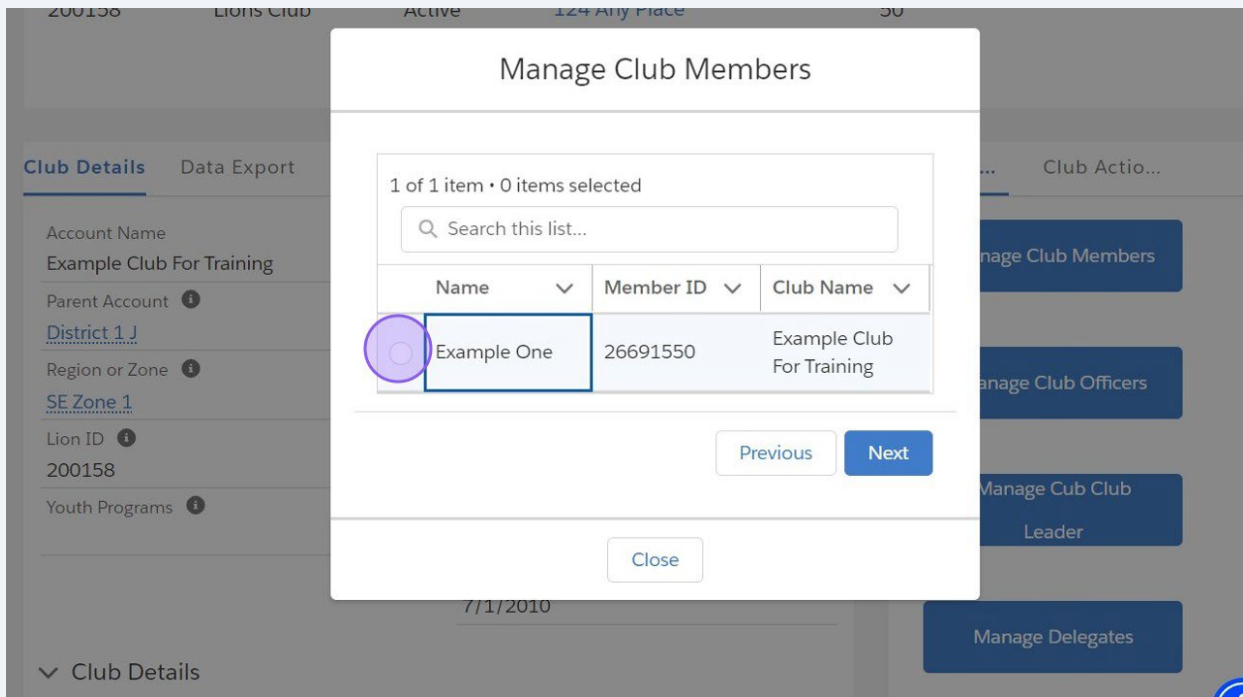 200158 Lions Club Active 124 Any Place 50
Manage Club Members
Club Details Data Export
... Club Actio...
1 of 1 item • 0 items selected
Search this list...
Name Member ID Club Name
Example One 26691550 Example Club
For Training
Previous Next
Close
Account Name
Example Club For Training
Parent Account
District 1 J
Region or Zone
SE Zone 1
Lion ID
200158
Youth Programs
7/1/2010
Club Details
nage Club Members
anage Club Officers
Manage Cub Club
Leader
Manage Delegates